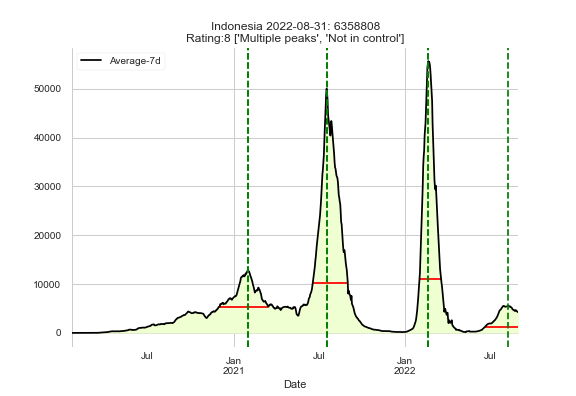 Indonesia 2022-08-31: 6358808
Rating:8 ['Multiple peaks', 'Not in control']
Average-7d
50000
40000
30000
20000
10000
0
Jul
Jan
2021
Jul
Jan
2022
Jul
Date